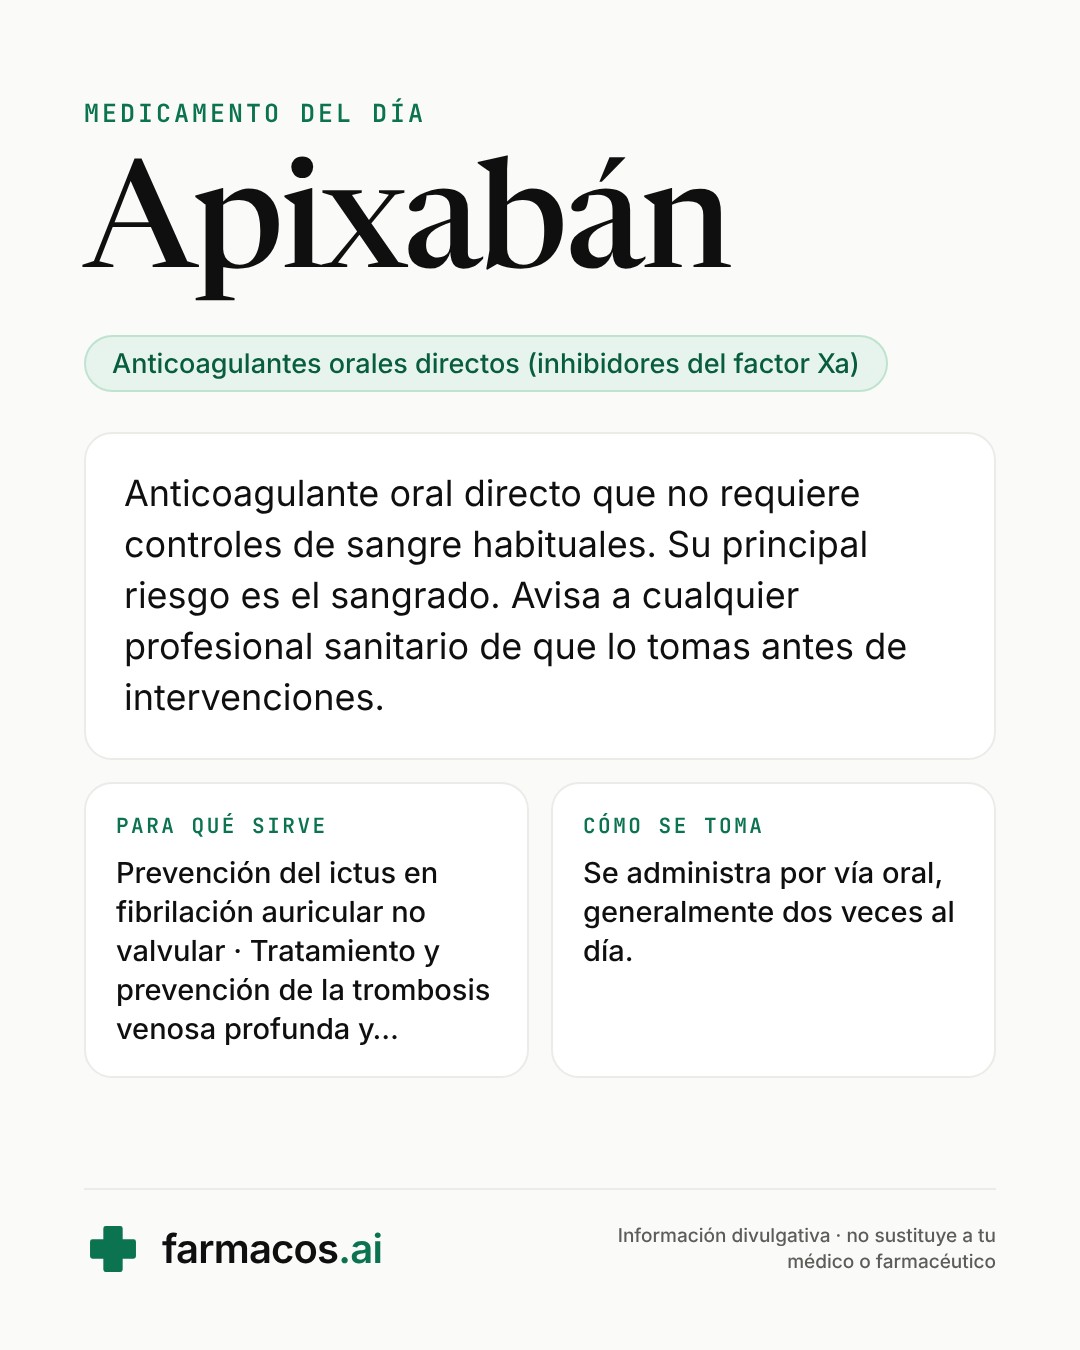 MEDICAMENTO DEL DÍA
Apixabán
Anticoagulantes orales directos (inhibidores del factor Xa)
Anticoagulante oral directo que no requiere
controles de sangre habituales. Su principal
riesgo es el sangrado. Avisa a cualquier
profesional sanitario de que lo tomas antes de
intervenciones.
PARA QUÉ SIRVE
Prevención del ictus en
fibrilación auricular no
valvular · Tratamiento y
prevención de la trombosis
venosa profunda y...
CÓMO SE TOMA
Se administra por vía oral,
generalmente dos veces al
día.
farmacos.ai
Información divulgativa · no sustituye a tu
médico o farmacéutico